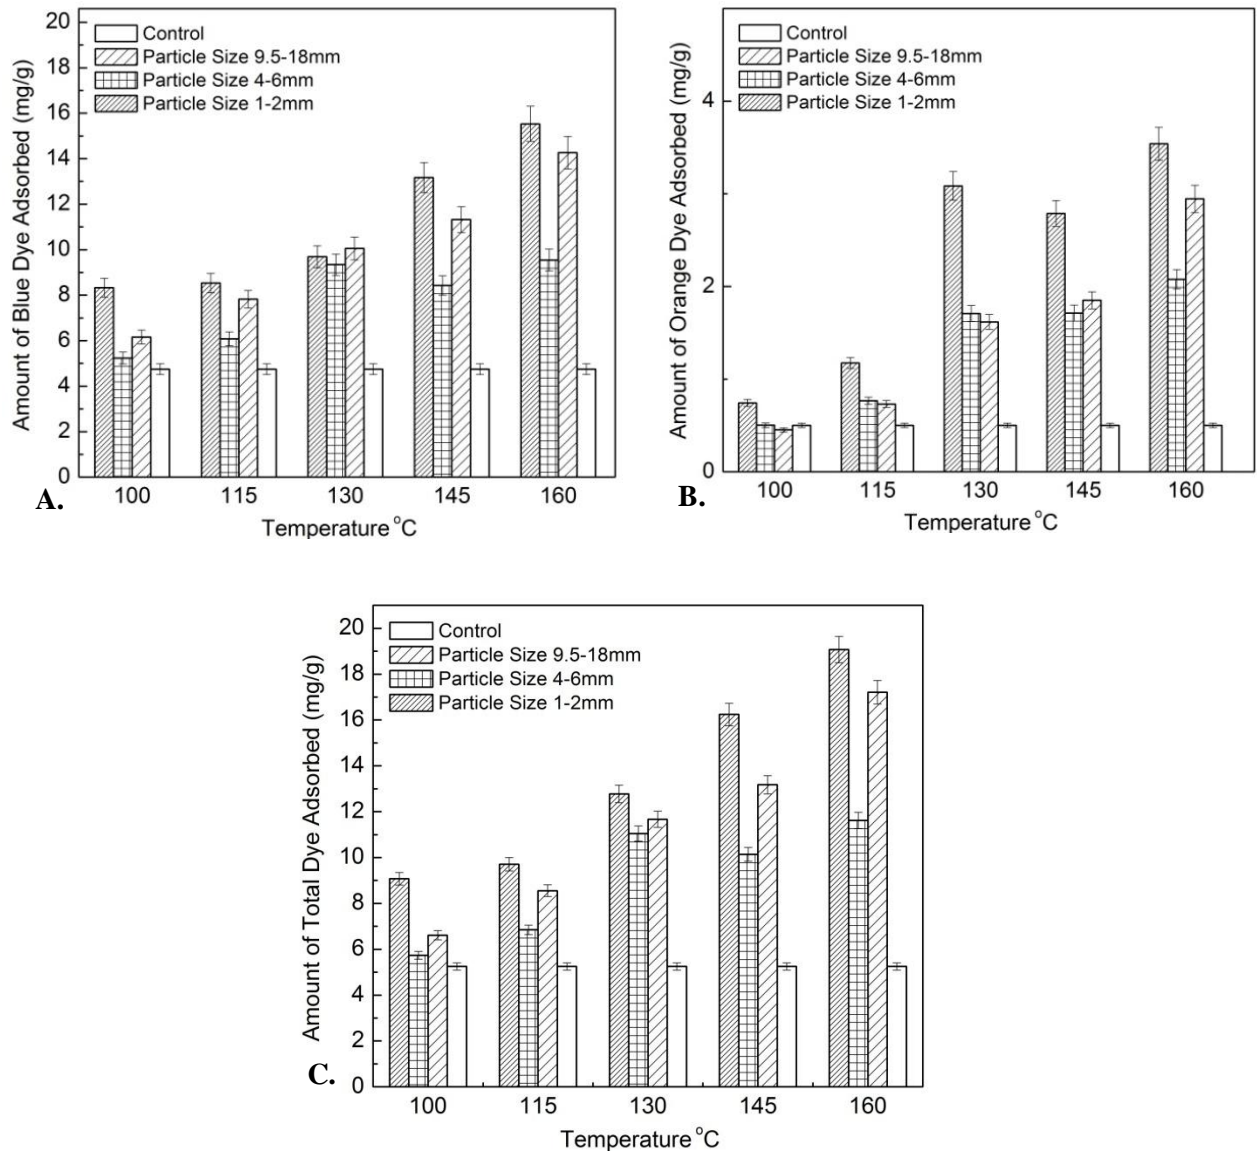 Amount of Blue Dye Adsorbed (mg/g)
20
18
16
14
12
10
8
6
4
2
0
Control
Particle Size 9.5-18mm
Particle Size 4-6mm
Particle Size 1-2mm
100 115 130 145 160
A.
Temperature °C
Amount of Orange Dye Adsorbed (mg/g)
4
2
0
Control
Particle Size 9.5-18mm
Particle Size 4-6mm
Particle Size 1-2mm
100 115 130 145 160
B.
Temperature °C
Amount of Total Dye Adsorbed (mg/g)
20
18
16
14
12
10
8
6
4
2
0
Control
Particle Size 9.5-18mm
Particle Size 4-6mm
Particle Size 1-2mm
C.
100 115 130 145 160
Temperature °C